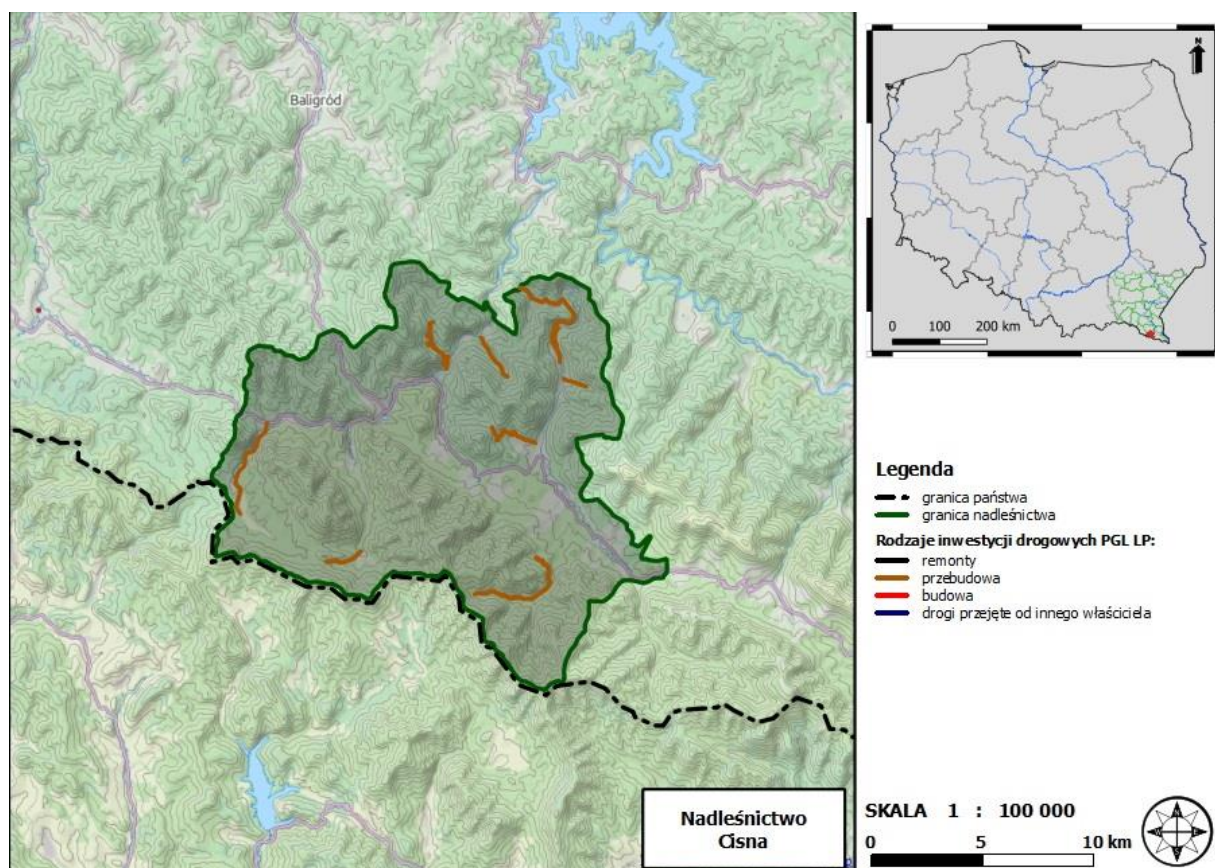 Baligród
Nadleśnictwo
Cisna
N
0 100 200 km
Legenda
granica państwa
granica nadleśnictwa
Rodzaje inwestycji drogowych PGL LP:
remonty
przebudowa
budowa
drogi przejęte od innego właściciela
SKALA 1 : 100 000
0 5 10 km